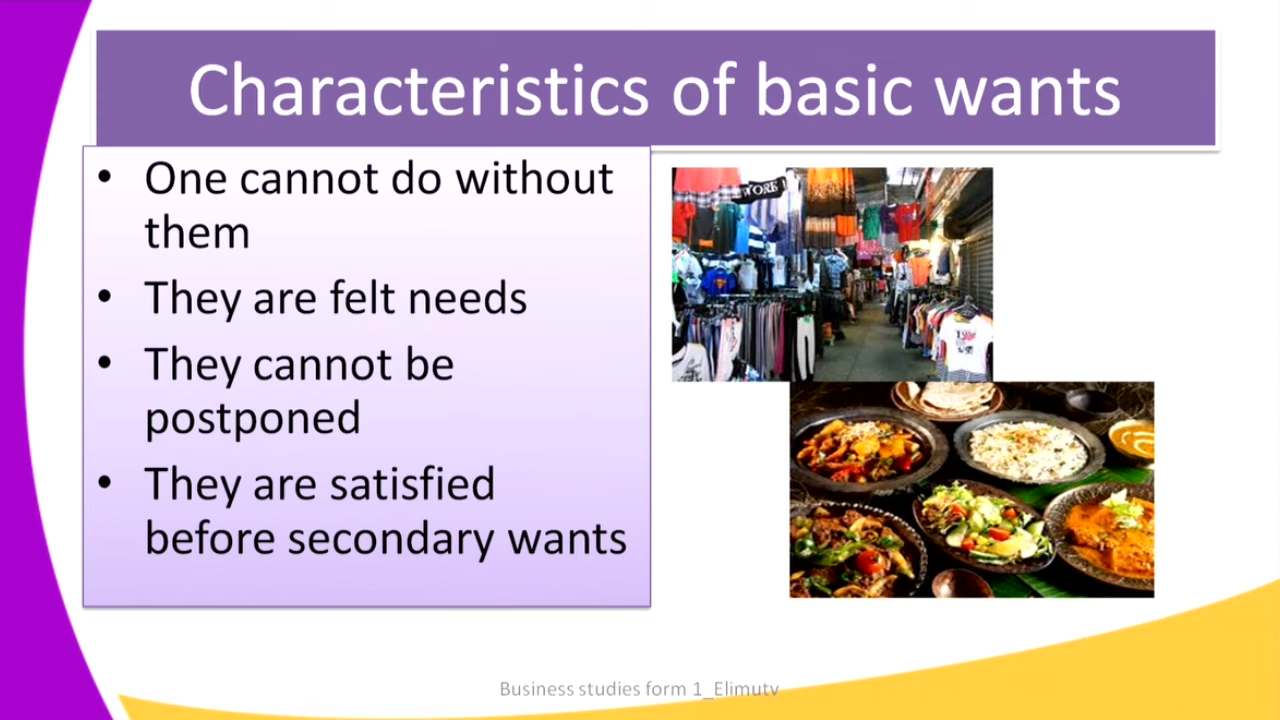 Characteristics of basic wants
• One cannot do without
them
• They are felt needs
• They cannot be
postponed
• They are satisfied
before secondary wants
YORK
Business studies form 1_Elimutv